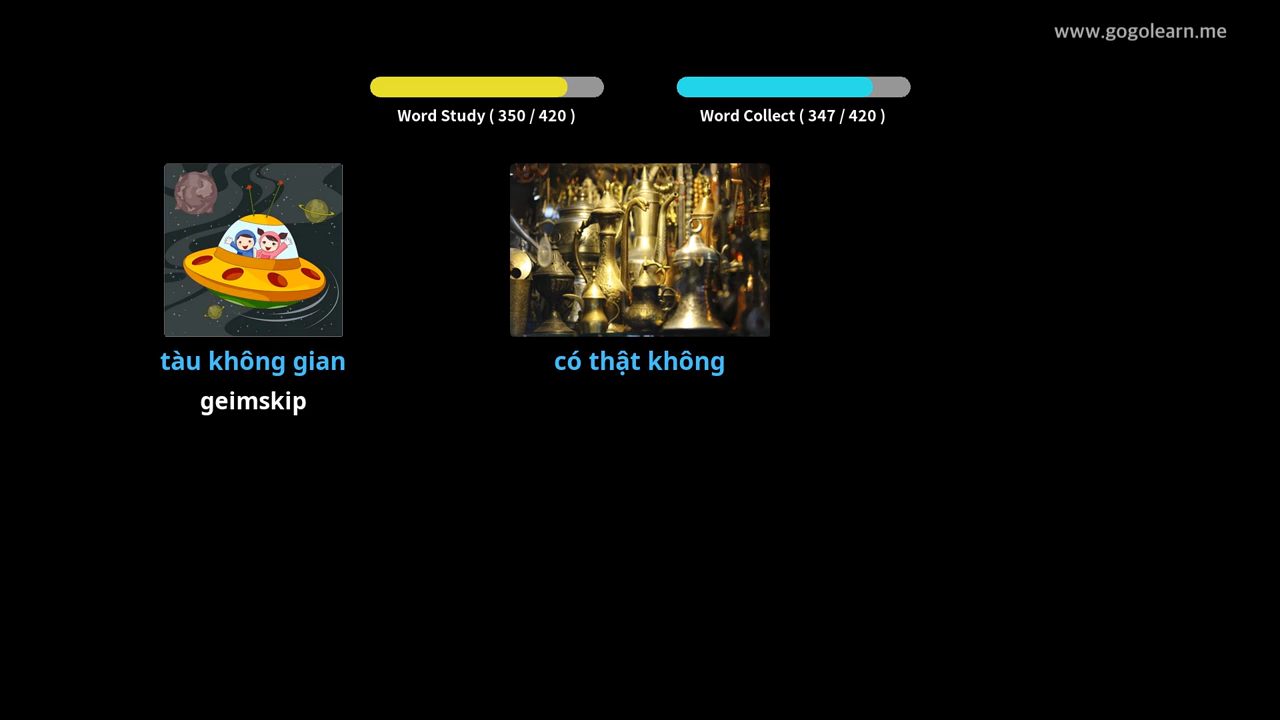 www.gogolearn.me
Word Study ( 350 / 420 )
Word Collect ( 347 / 420 )
tàu không gian
geimskip
có thật không